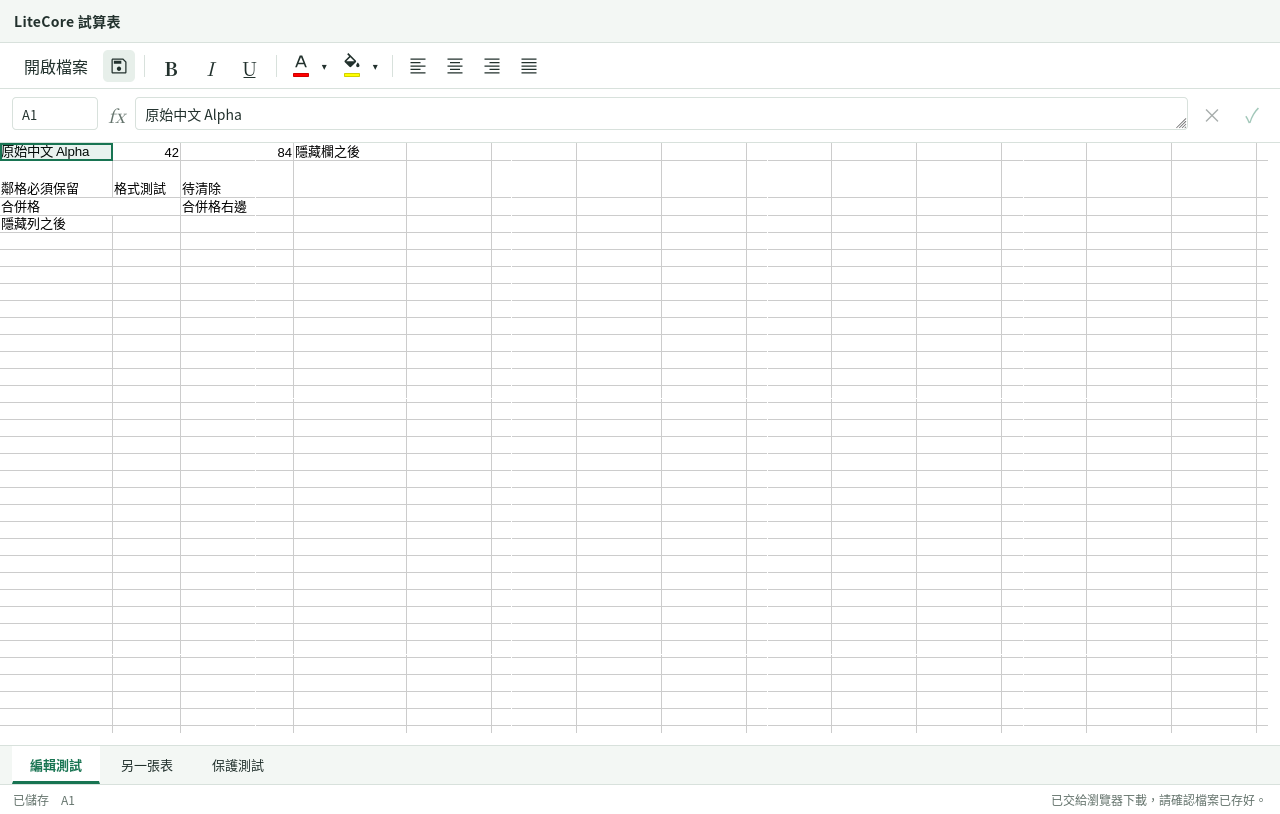 LiteCore 試算表
開啟檔案 B I U A ▾ ▾
A1 fx 原始中文 Alpha
原始中文 Alpha 42 84 隱藏欄之後
鄰格必須保留 格式測試 待清除
合併格 合併格右邊
隱藏列之後
編輯測試 另一張表 保護測試
已儲存 A1 已交給瀏覽器下載，請確認檔案已存好。